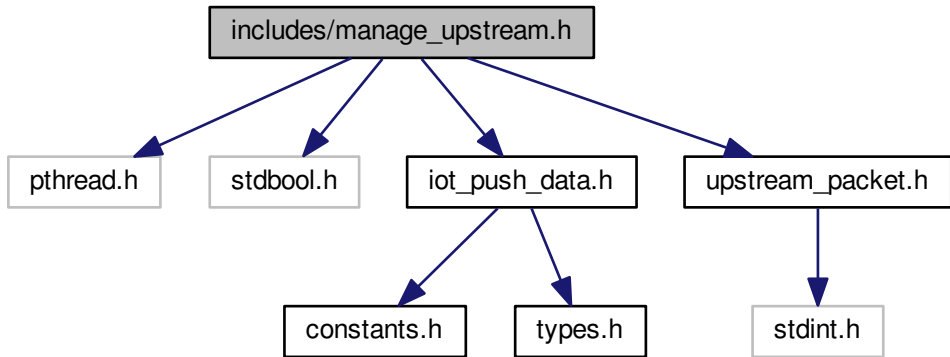 includes/manage_upstream.h
pthread.h
stdbool.h
iot_push_data.h
upstream_packet.h
constants.h
types.h
stdint.h